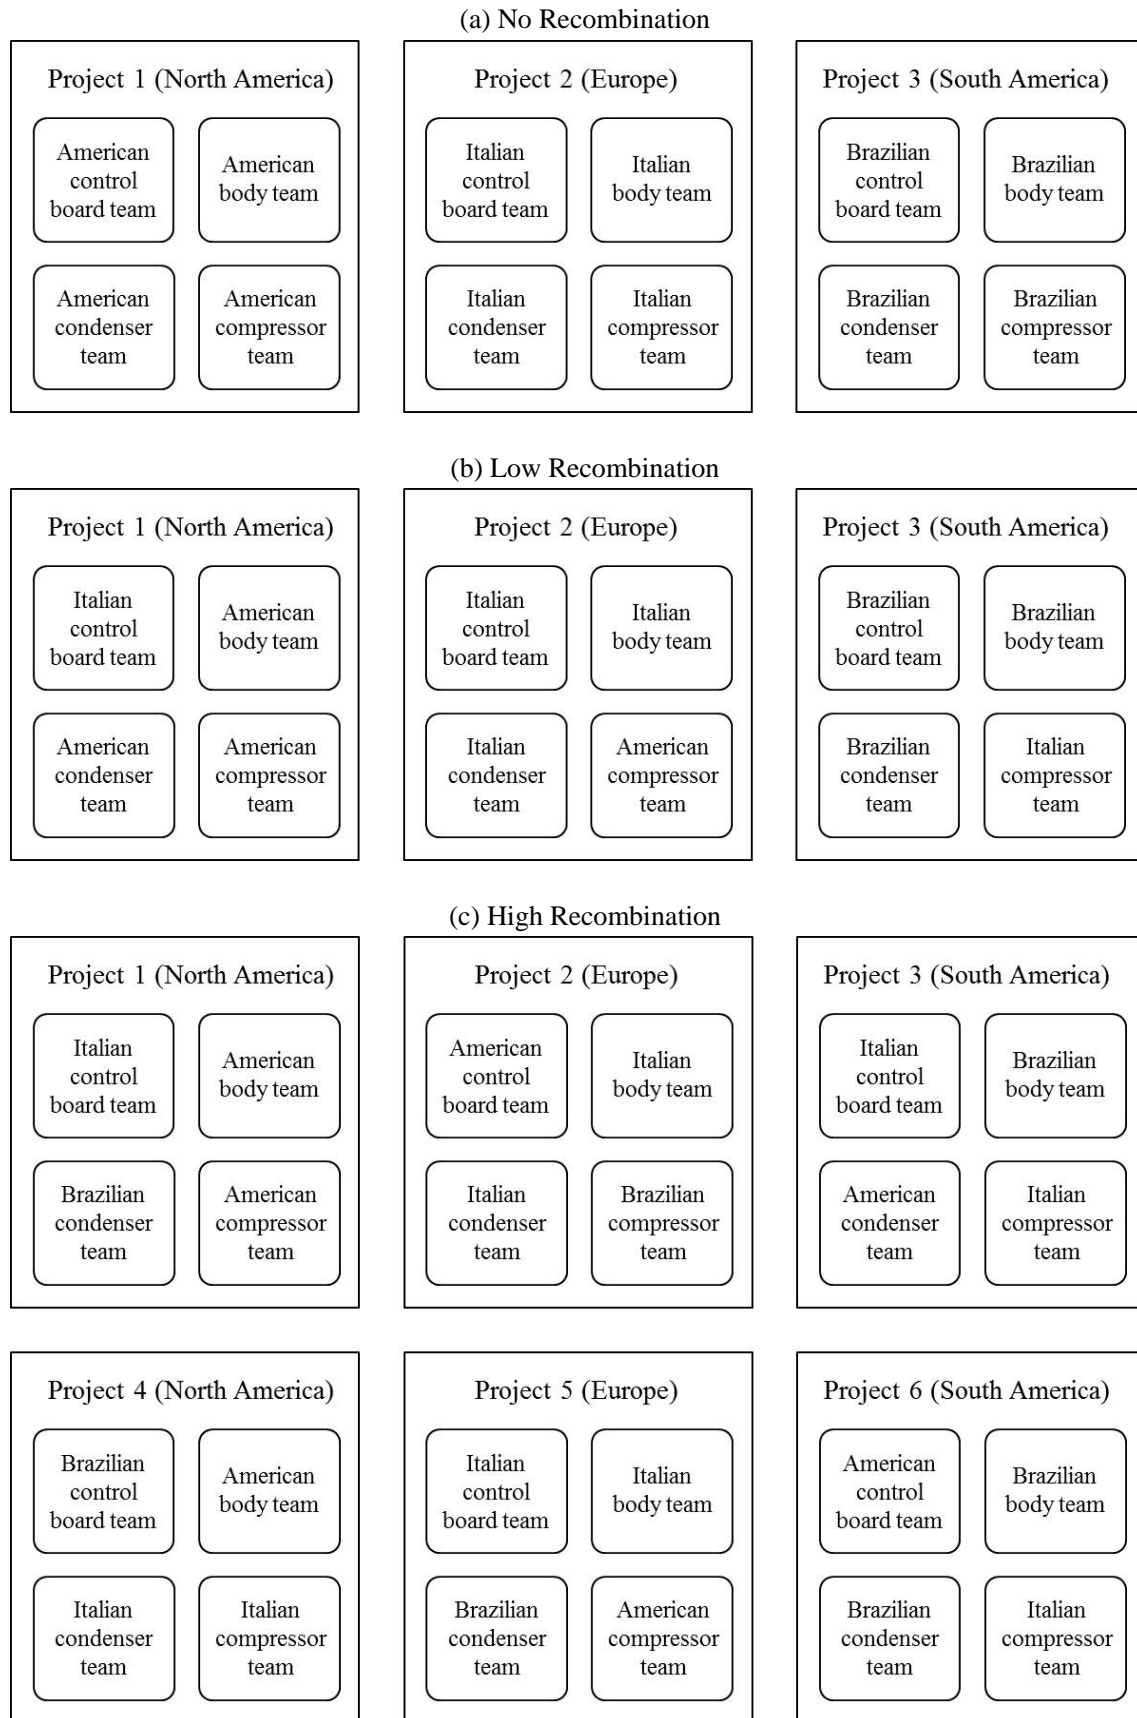 (a) No Recombination
Project 1 (North America)
American
control
board team
American
body team
American
condenser
team
American
compressor
team
Project 2 (Europe)
Italian
control
board team
Italian
body team
Italian
condenser
team
Italian
compressor
team
Project 3 (South America)
Brazilian
control
board team
Brazilian
body team
Brazilian
condenser
team
Brazilian
compressor
team
(b) Low Recombination
Project 1 (North America)
Italian
control
board team
American
body team
American
condenser
team
American
compressor
team
Project 2 (Europe)
Italian
control
board team
Italian
body team
Italian
condenser
team
American
compressor
team
Project 3 (South America)
Brazilian
control
board team
Brazilian
body team
Brazilian
condenser
team
Italian
compressor
team
(c) High Recombination
Project 1 (North America)
Italian
control
board team
American
body team
Brazilian
condenser
team
American
compressor
team
Project 2 (Europe)
American
control
board team
Italian
body team
Italian
condenser
team
Brazilian
compressor
team
Project 3 (South America)
Italian
control
board team
Brazilian
body team
American
condenser
team
Italian
compressor
team
Project 4 (North America)
Brazilian
control
board team
American
body team
Italian
condenser
team
Italian
compressor
team
Project 5 (Europe)
Italian
control
board team
Italian
body team
Brazilian
condenser
team
American
compressor
team
Project 6 (South America)
American
control
board team
Brazilian
body team
Brazilian
condenser
team
Italian
compressor
team